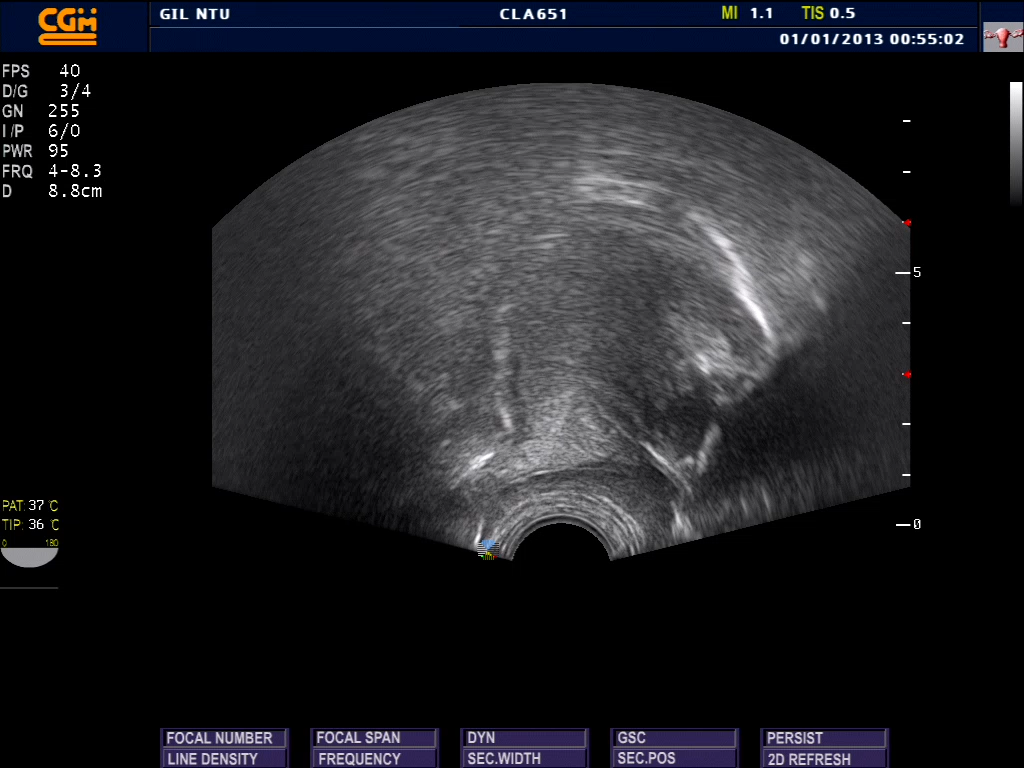 CGM
GIL NTU CLA651 MI 1.1 TIS 0.5
01/01/2013 00:55:02
FPS 40
D/G 3/4
GN 255
I/P 6/0
PWR 95
FRQ 4-8.3
D 8.8cm
5
PAT: 37 °C
TIP: 36 °C
0 180
0
FOCAL NUMBER FOCAL SPAN DYN GSC PERSIST
LINE DENSITY FREQUENCY SEC.WIDTH SEC.POS 2D REFRESH